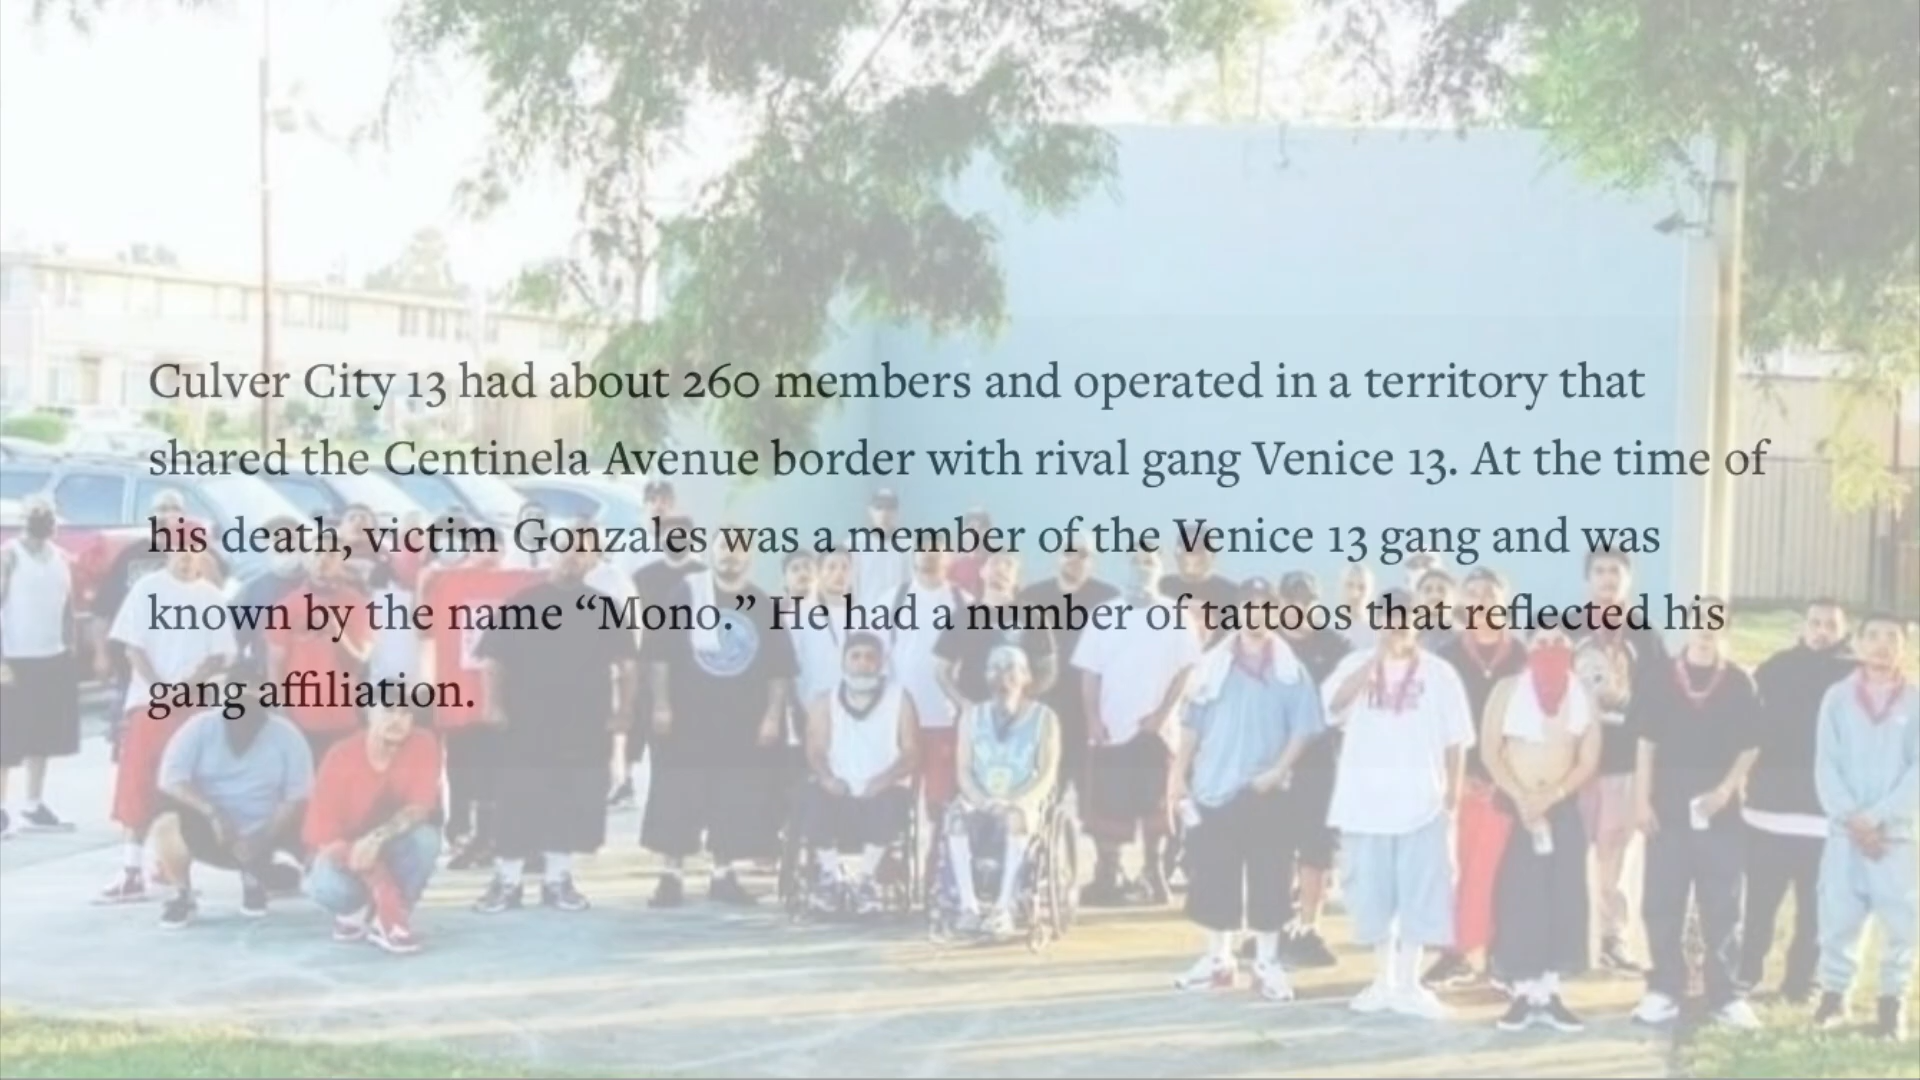 Culver City 13 had about 260 members and operated in a territory that
shared the Centinela Avenue border with rival gang Venice 13. At the time of
his death, victim Gonzales was a member of the Venice 13 gang and was
known by the name “Mono.” He had a number of tattoos that reflected his
gang affiliation.